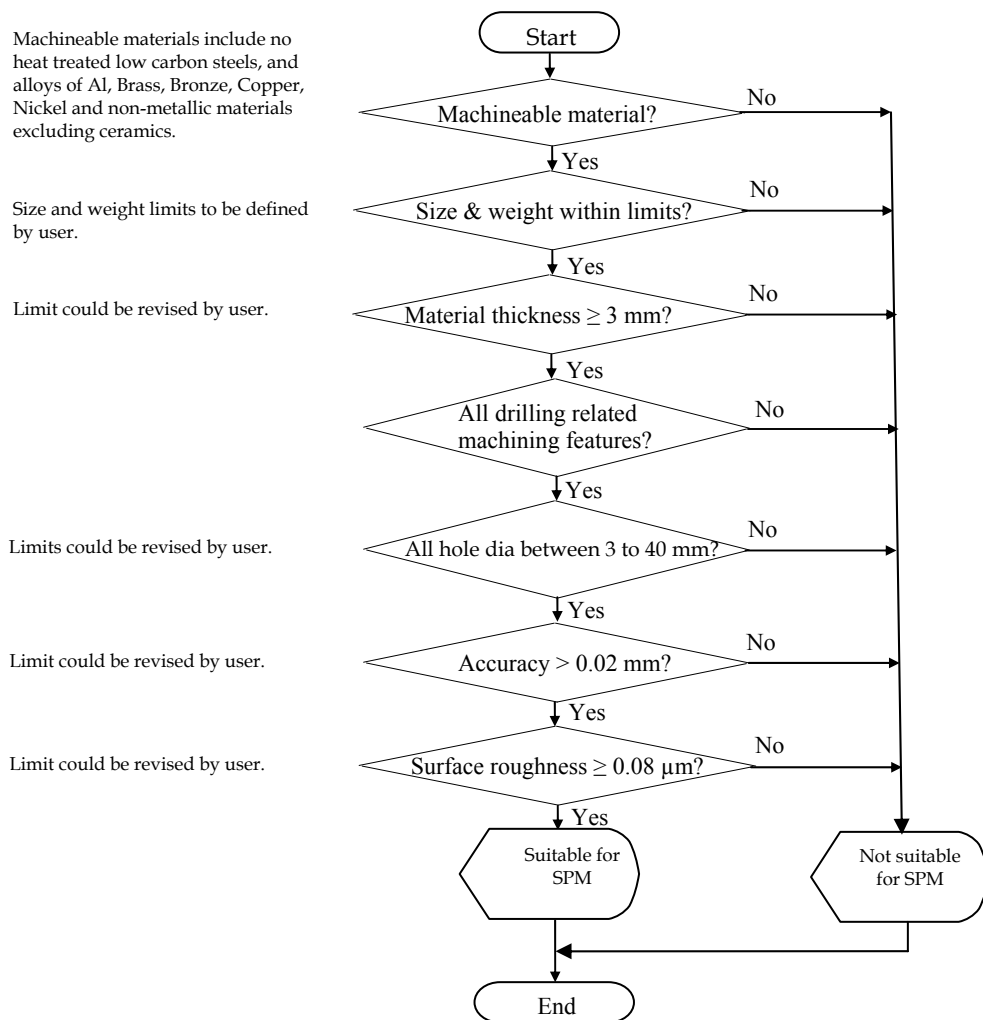 Start
Machineable materials include no
heat treated low carbon steels, and
alloys of Al, Brass, Bronze, Copper,
Nickel and non-metallic materials
excluding ceramics.
Machineable material?
No
Yes
Size and weight limits to be defined
by user.
Size & weight within limits?
No
Yes
Limit could be revised by user.
Material thickness ≥ 3 mm?
No
Yes
All drilling related
machining features?
No
Yes
Limits could be revised by user.
All hole dia between 3 to 40 mm?
No
Yes
Limit could be revised by user.
Accuracy > 0.02 mm?
No
Yes
Limit could be revised by user.
Surface roughness ≥ 0.08 µm?
No
Yes
Suitable for
SPM
Not suitable
for SPM
End